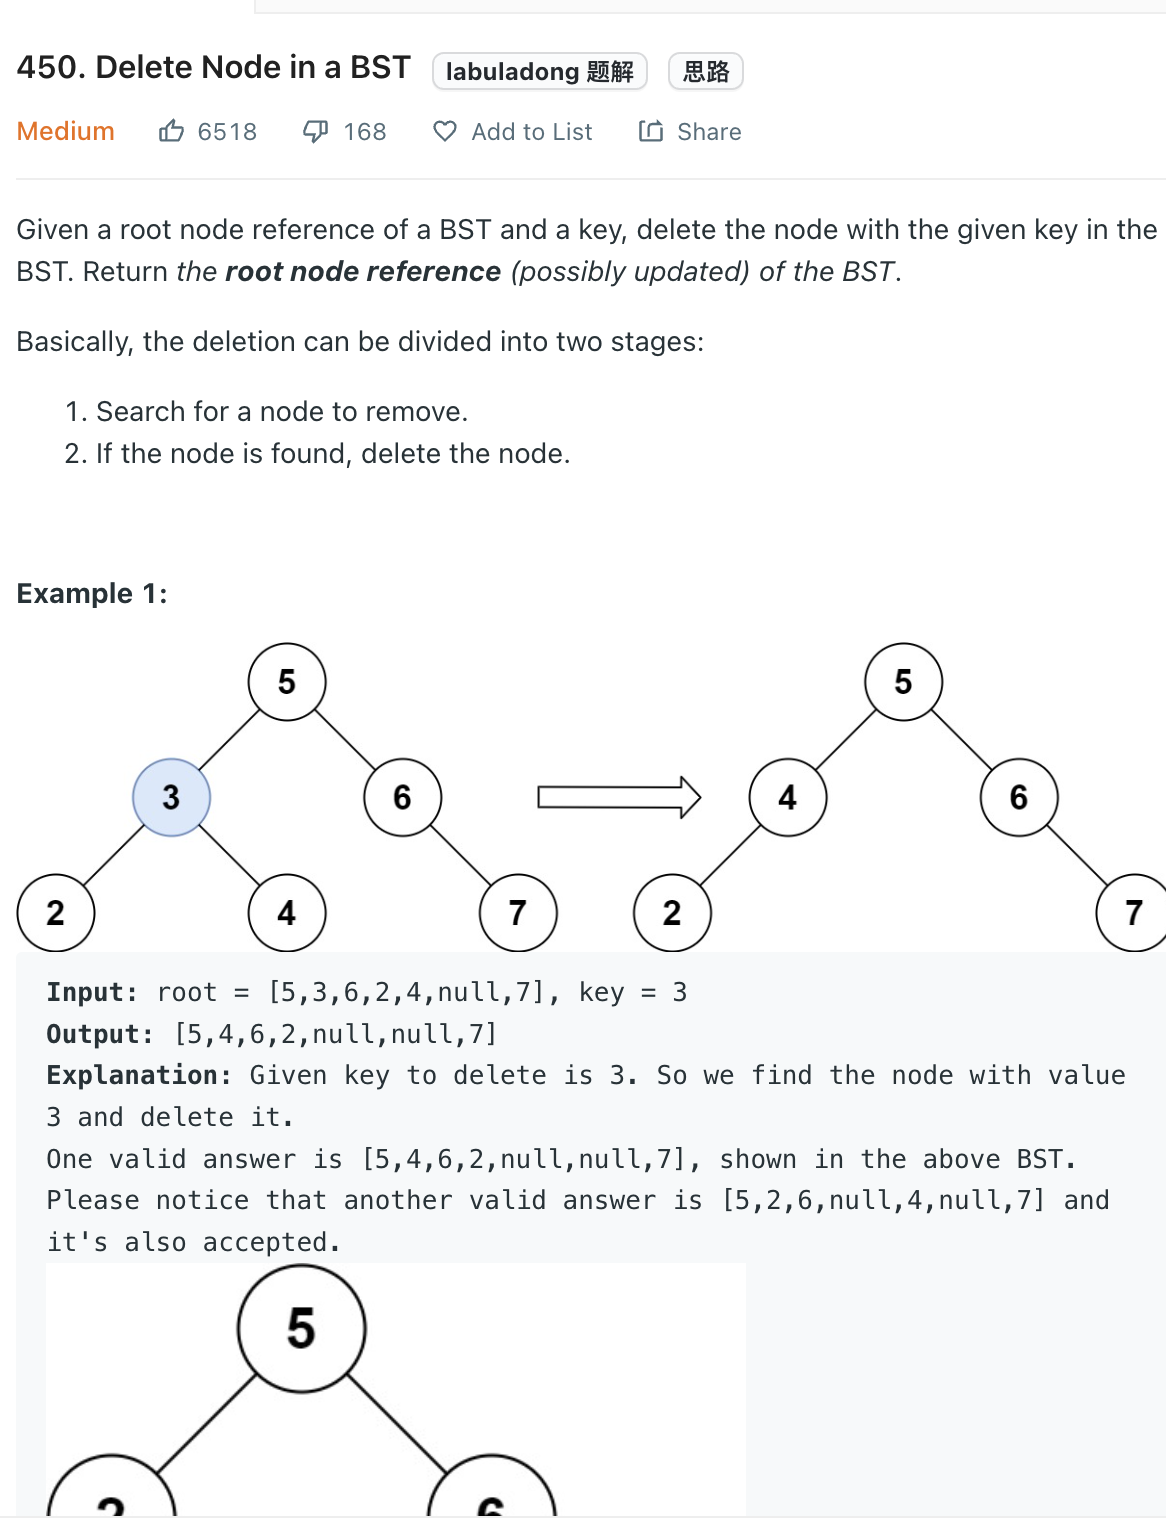 450. Delete Node in a BST labuladong 题解 思路
Medium 6518 168 Add to List Share
Given a root node reference of a BST and a key, delete the node with the given key in the
BST. Return the root node reference (possibly updated) of the BST.
Basically, the deletion can be divided into two stages:
1. Search for a node to remove.
2. If the node is found, delete the node.
Example 1:
5 5
3 6 4 6
2 4 7 2 7
Input: root = [5,3,6,2,4,null,7], key = 3
Output: [5,4,6,2,null,null,7]
Explanation: Given key to delete is 3. So we find the node with value
3 and delete it.
One valid answer is [5,4,6,2,null,null,7], shown in the above BST.
Please notice that another valid answer is [5,2,6,null,4,null,7] and
it's also accepted.
5
2 6